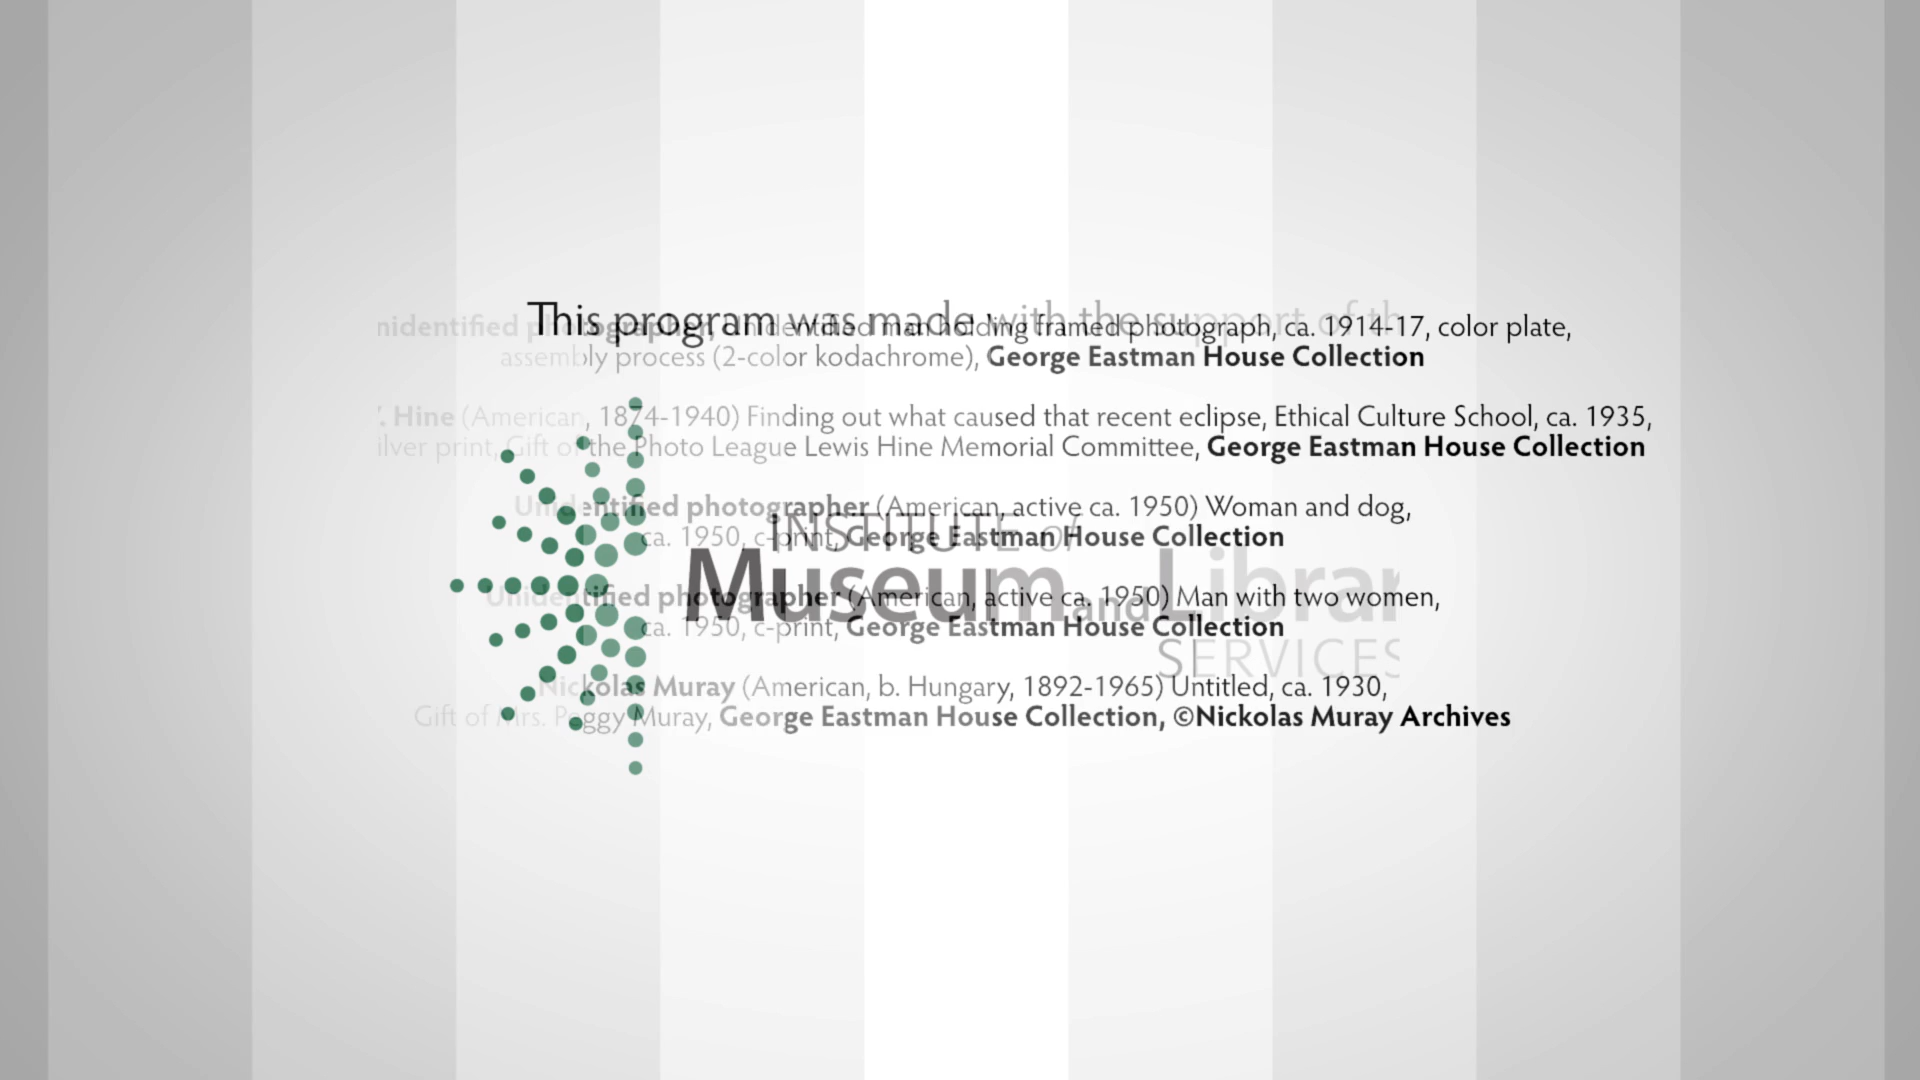 This program was made with the support of th
nidentified photographer, Unidentified man holding framed photograph, ca. 1914-17, color plate,
assembly process (2-color kodachrome), George Eastman House Collection
. Hine (American, 1874-1940) Finding out what caused that recent eclipse, Ethical Culture School, ca. 1935,
ilver print, Gift of the Photo League Lewis Hine Memorial Committee, George Eastman House Collection
Unidentified photographer (American, active ca. 1950) Woman and dog,
ca. 1950, c-print, George Eastman House Collection
INSTITUTE of
Museum and Librar
SERVICES
Unidentified photographer (American, active ca. 1950) Man with two women,
ca. 1950, c-print, George Eastman House Collection
Nickolas Muray (American, b. Hungary, 1892-1965) Untitled, ca. 1930,
Gift of Mrs. Peggy Muray, George Eastman House Collection, ©Nickolas Muray Archives